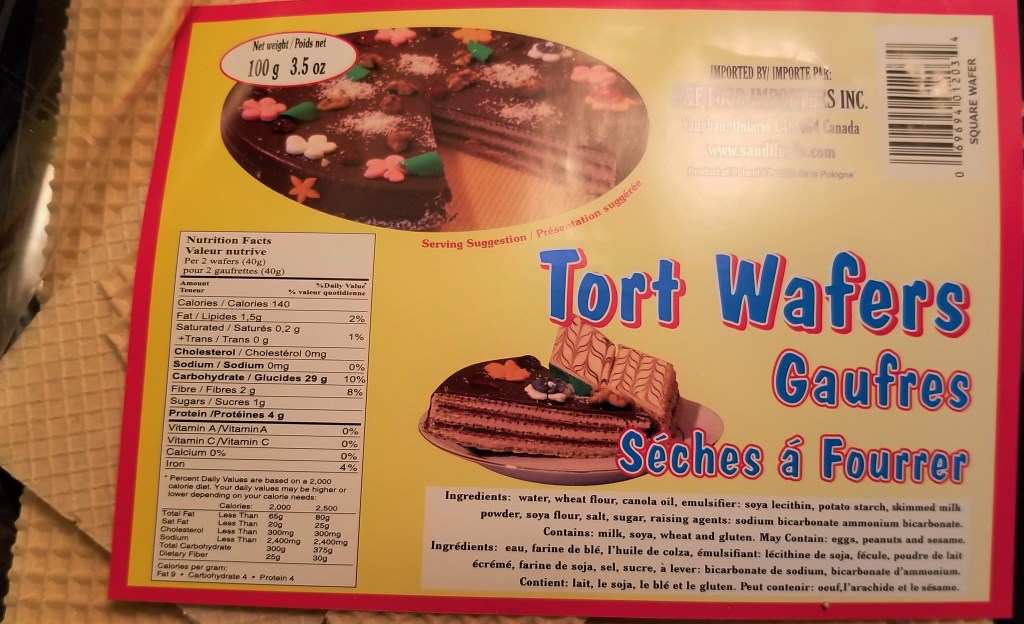 Net weight / Poids net
100 g 3.5 oz
IMPORTED BY/ IMPORTE PAR:
INC.
Canada
Product of Poland
Pologne
0 69694 01203 4
SQUARE WAFER
Serving Suggestion / Présentation suggérée
Tort Wafers
Gaufres
Séches á Fourrer
Nutrition Facts
Valeur nutrive
Per 2 wafers (40g)
pour 2 gaufrettes (40g)
Amount %Daily Value*
Teneur % valeur quotidienne
Calories / Calories 140
Fat / Lipides 1,5g 2%
Saturated / Saturés 0,2 g 1%
+Trans / Trans 0 g
Cholesterol / Cholestérol 0mg
Sodium / Sodium 0mg 0%
Carbohydrate / Glucides 29 g 10%
Fibre / Fibres 2 g 8%
Sugars / Sucres 1g
Protein /Protéines 4 g
Vitamin A/Vitamin A 0%
Vitamin C/Vitamin C 0%
Calcium 0% 0%
Iron 4%
* Percent Daily Values are based on a 2,000
calorie diet. Your daily values may be higher or
lower depending on your calorie needs:
Calories: 2,000 2,500
Total Fat Less Than 65g 80g
Sat Fat Less Than 20g 25g
Cholesterol Less Than 300mg 300mg
Sodium Less Than 2,400mg 2,400mg
Total Carbohydrate 300g 375g
Dietary Fiber 25g 30g
Calories per gram:
Fat 9 • Carbohydrate 4 • Protein 4
Ingredients: water, wheat flour, canola oil, emulsifier: soya lecithin, potato starch, skimmed milk
powder, soya flour, salt, sugar, raising agents: sodium bicarbonate ammonium bicarbonate.
Contains: milk, soya, wheat and gluten. May Contain: eggs, peanuts and sesame.
Ingrédients: eau, farine de blé, l'huile de colza, émulsifiant: lécithine de soja, fécule, poudre de lait
écrémé, farine de soja, sel, sucre, à lever: bicarbonate de sodium, bicarbonate d'ammonium.
Contient: lait, le soja, le blé et le gluten. Peut contenir: oeuf,l'arachide et le sésame.